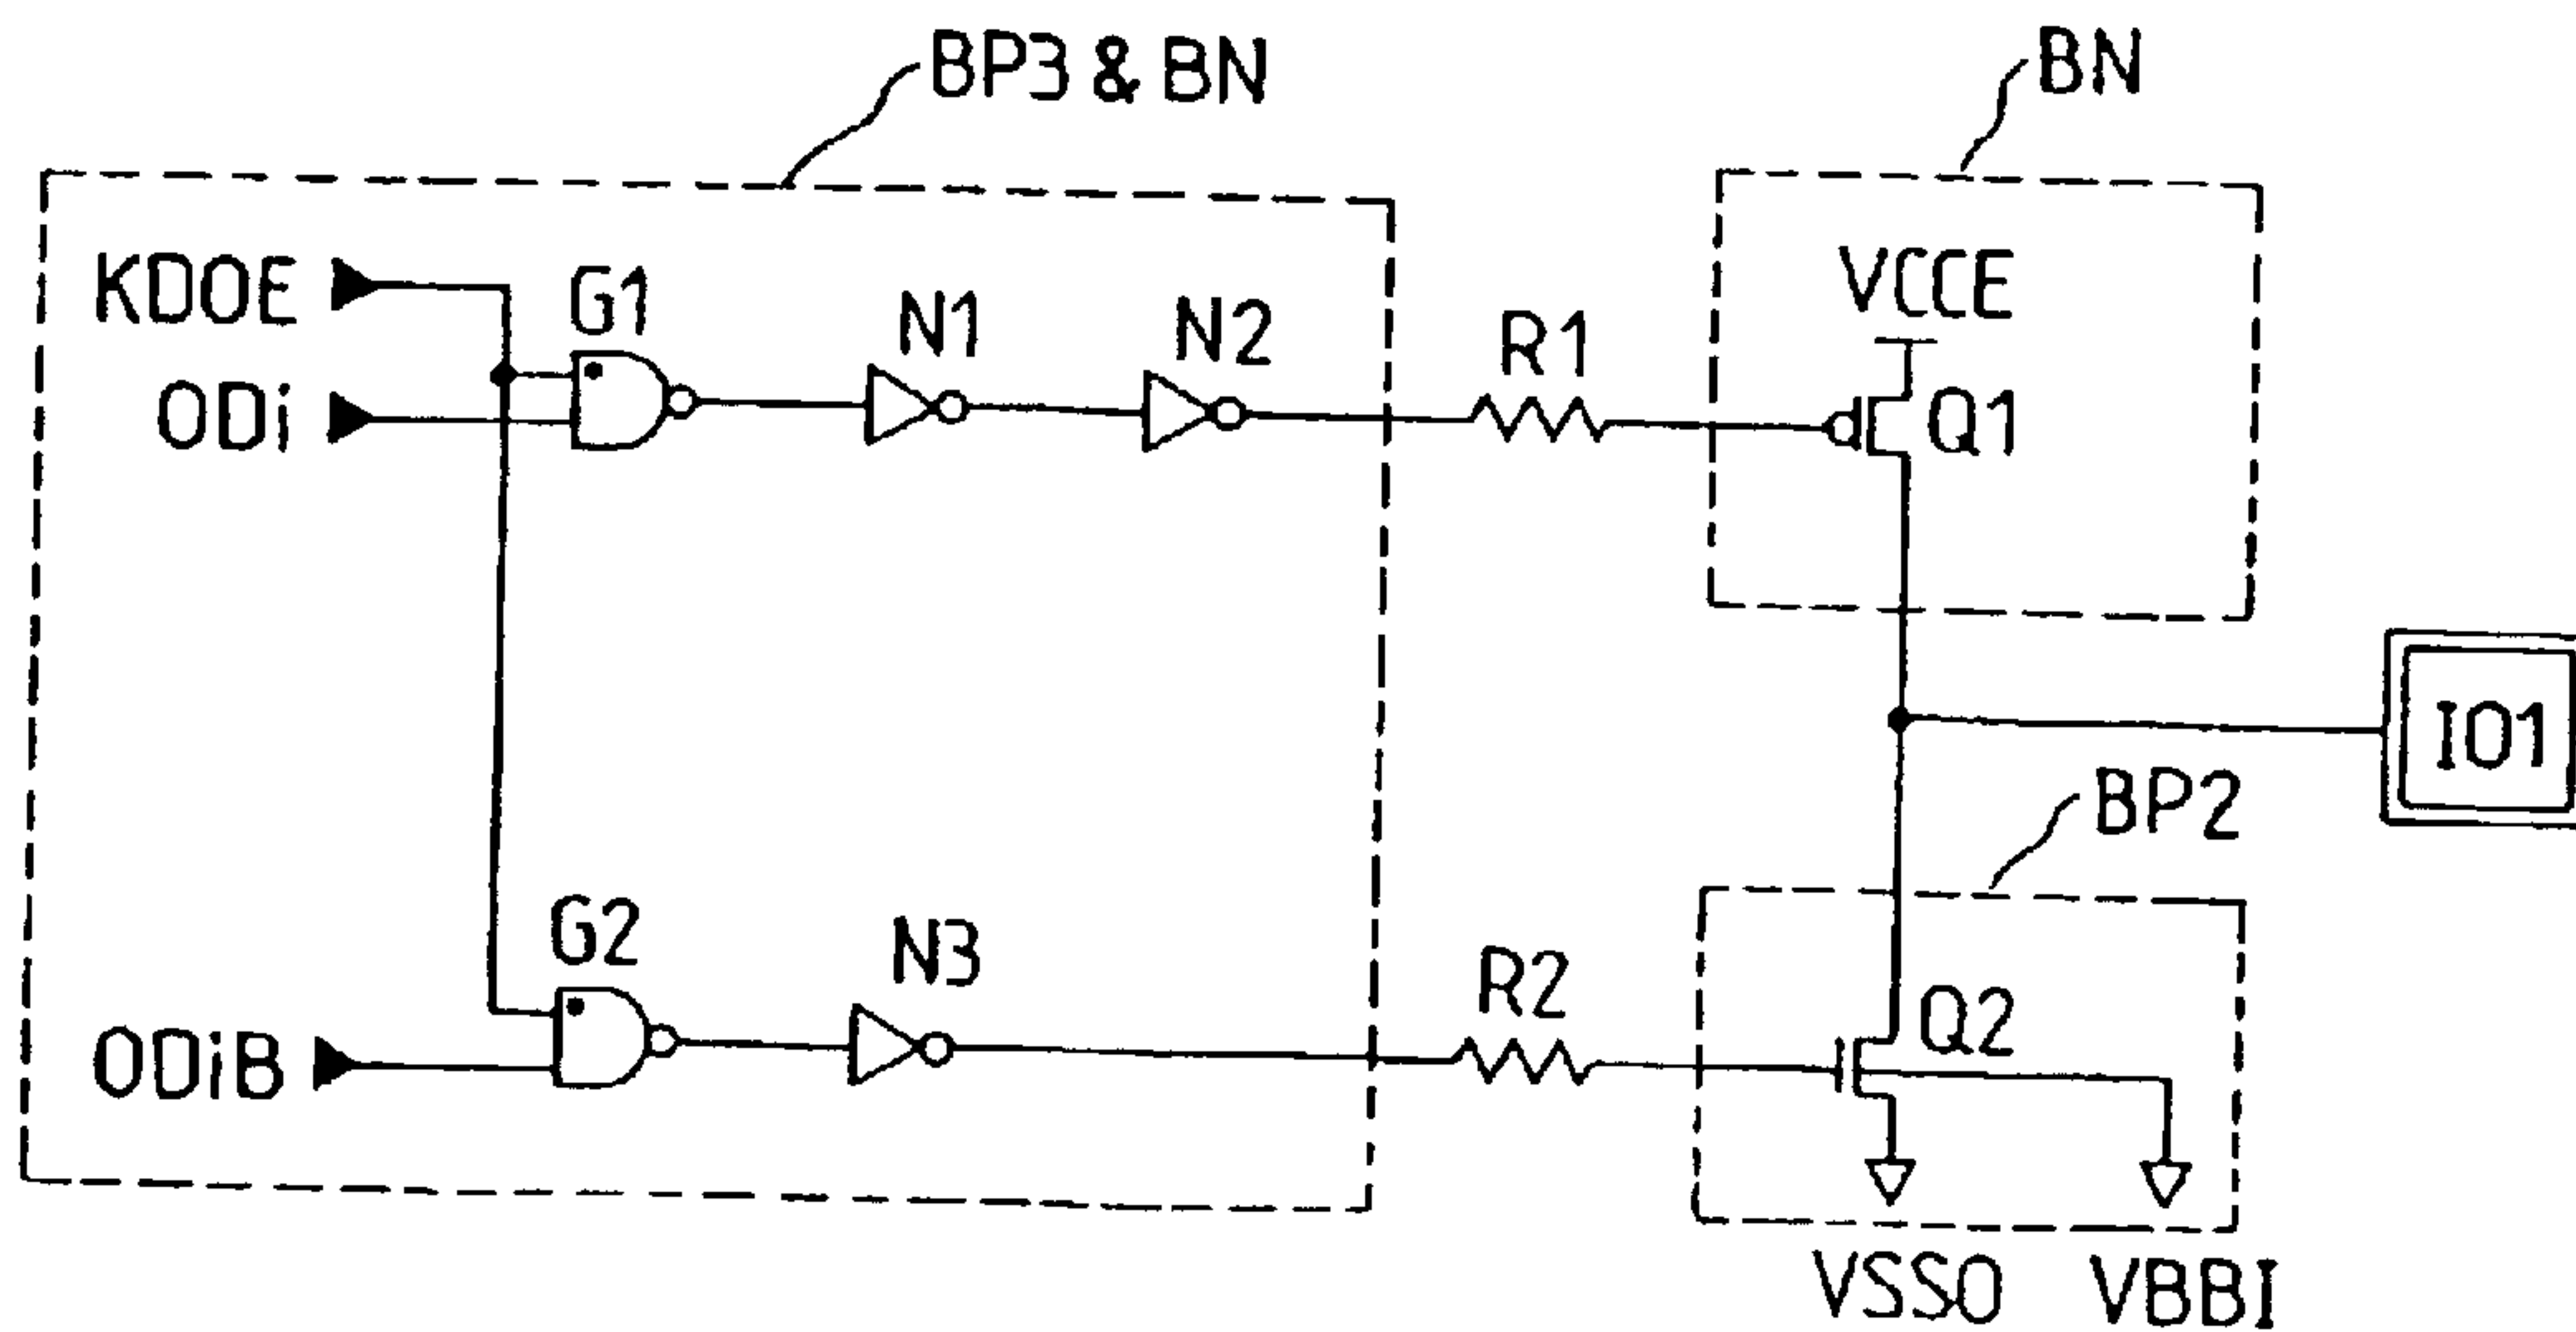 BP3 & BN
BN
KDOE
G1
N1
N2
R1
VCCE
ODi
Q1
IO1
BP2
G2
N3
R2
Q2
ODiB
VSSO
VBBI